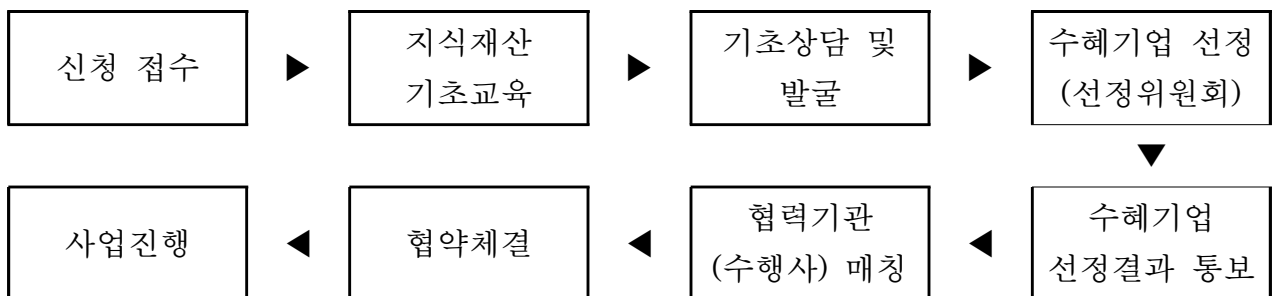 신청 접수
▶
지식재산
기초교육
▶
기초상담 및
발굴
▶
수혜기업 선정
(선정위원회)
▼
수혜기업
선정결과 통보
◀
협력기관
(수행사) 매칭
◀
협약체결
◀
사업진행